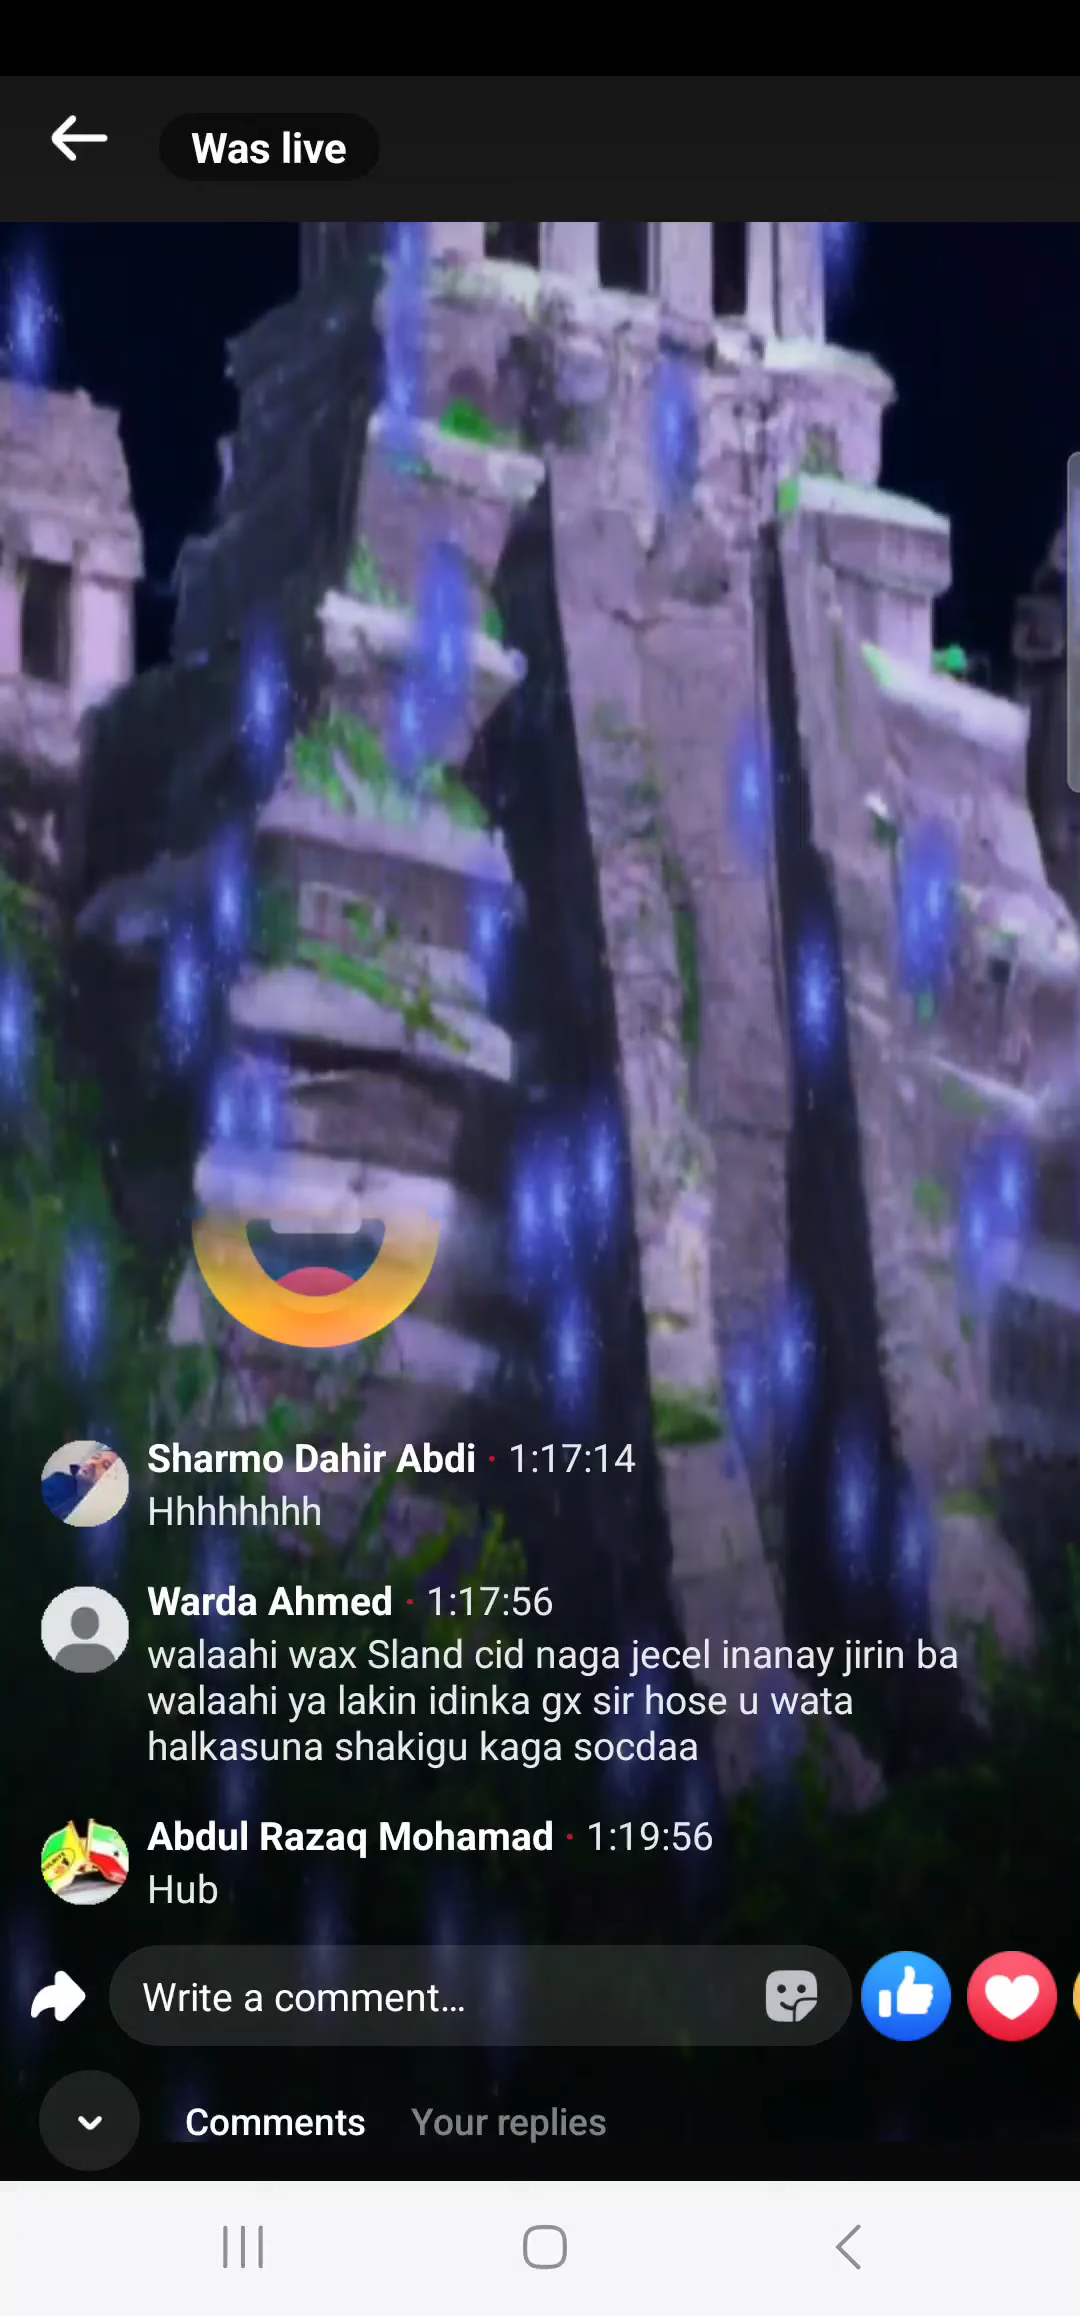 Was live
Sharmo Dahir Abdi · 1:17:14
Hhhhhhhh
Warda Ahmed · 1:17:56
walaahi wax Sland cid naga jecel inanay jirin ba
walaahi ya lakin idinka gx sir hose u wata
halkasuna shakigu kaga socdaa
Abdul Razaq Mohamad · 1:19:56
Hub
Write a comment...
Comments Your replies